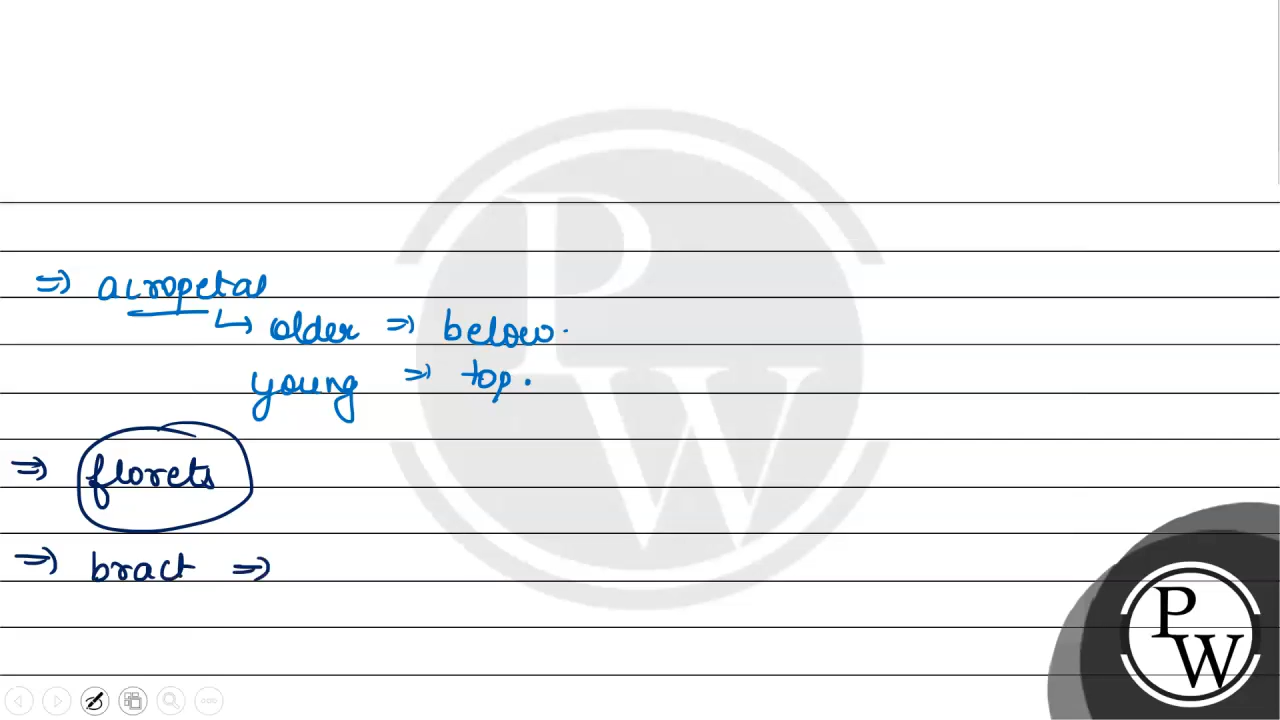 ⇒ acropetal
↳ older ⇒ below.
young ⇒ top.
⇒ florets
⇒ bract ⇒
P
W
P
W